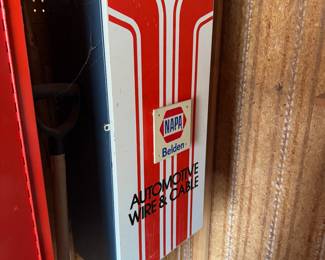 NAPA
Belden
AUTOMOTIVE
WIRE & CABLE